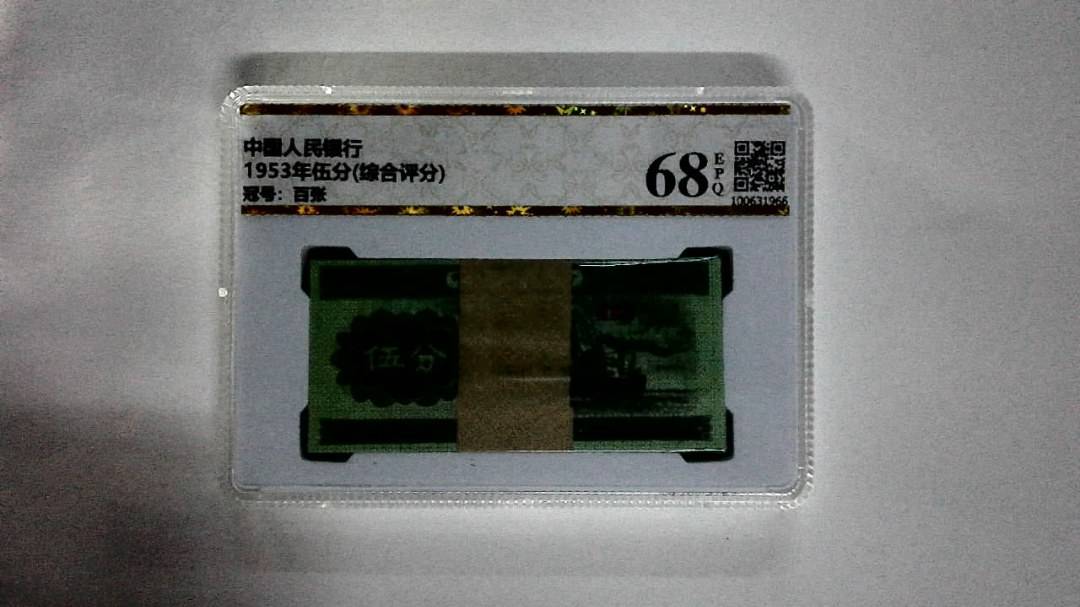 中国人民银行
1953年伍分(综合评分)
冠号：百张
68
EPQ
100631966
伍分